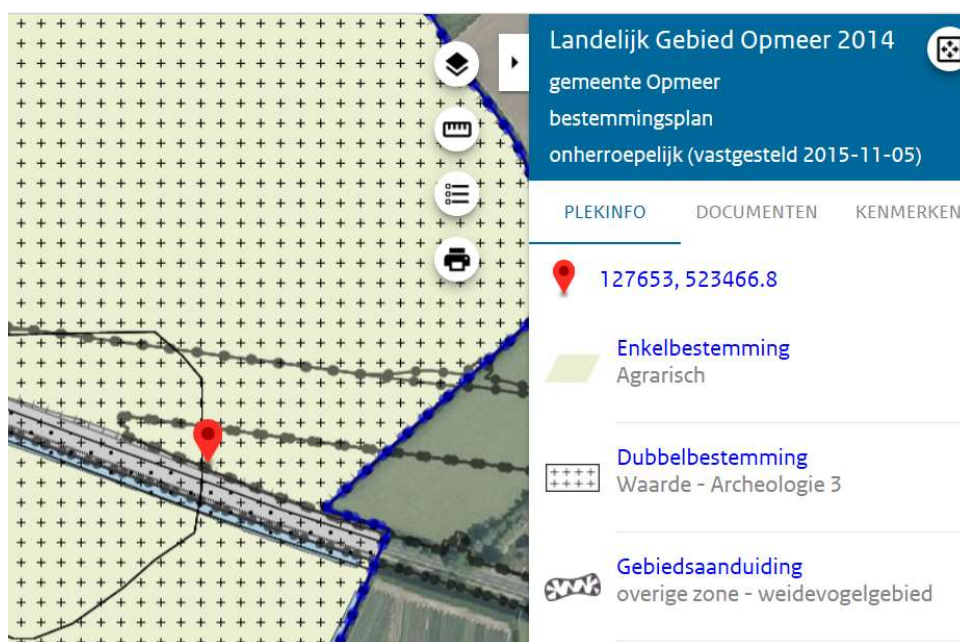 Landelijk Gebied Opmeer 2014
gemeente Opmeer
bestemmingsplan
onherroepelijk (vastgesteld 2015-11-05)
PLEKINFO DOCUMENTEN KENMERKEN
127653, 523466.8
Enkelbestemming
Agrarisch
Dubbelbestemming
Waarde - Archeologie 3
Gebiedsaanduiding
overige zone - weidevogelgebied